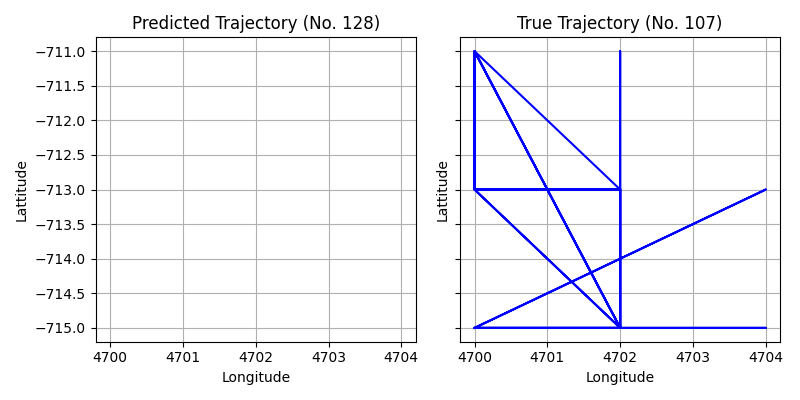 Predicted Trajectory (No. 128)
True Trajectory (No. 107)
−711.0
−711.5
−712.0
−712.5
−713.0
−713.5
−714.0
−714.5
−715.0
Lattitude
Lattitude
4700 4701 4702 4703 4704
4700 4701 4702 4703 4704
Longitude
Longitude